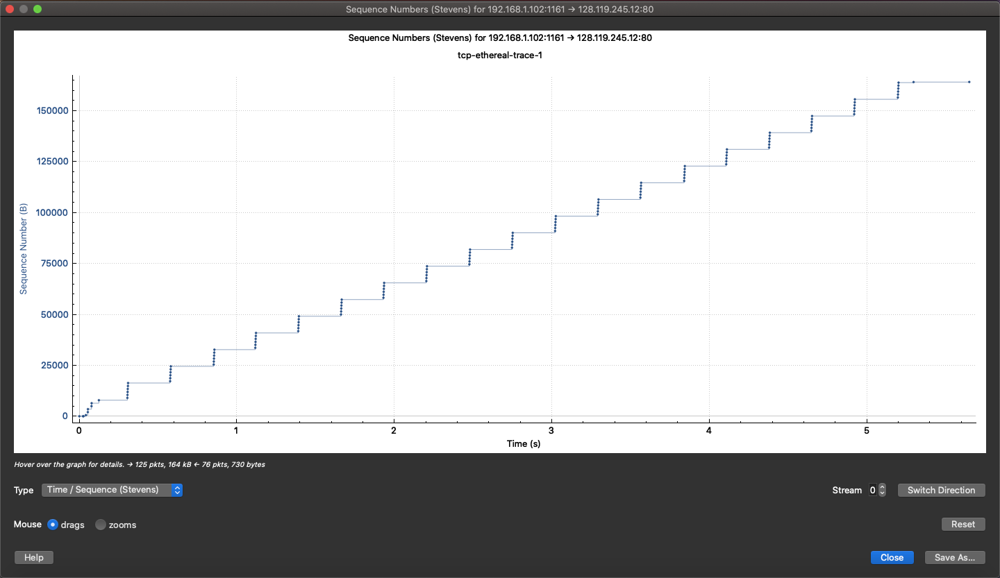 Sequence Numbers (Stevens) for 192.168.1.102:1161 → 128.119.245.12:80
Sequence Numbers (Stevens) for 192.168.1.102:1161 → 128.119.245.12:80
tcp-ethereal-trace-1
Sequence Number (B)
150000
125000
100000
75000
50000
25000
0
0 1 2 3 4 5
Time (s)
Hover over the graph for details. → 125 pkts, 164 kB ← 76 pkts, 730 bytes
Type Time / Sequence (Stevens) Stream 0 Switch Direction
Mouse drags zooms Reset
Help Close Save As...